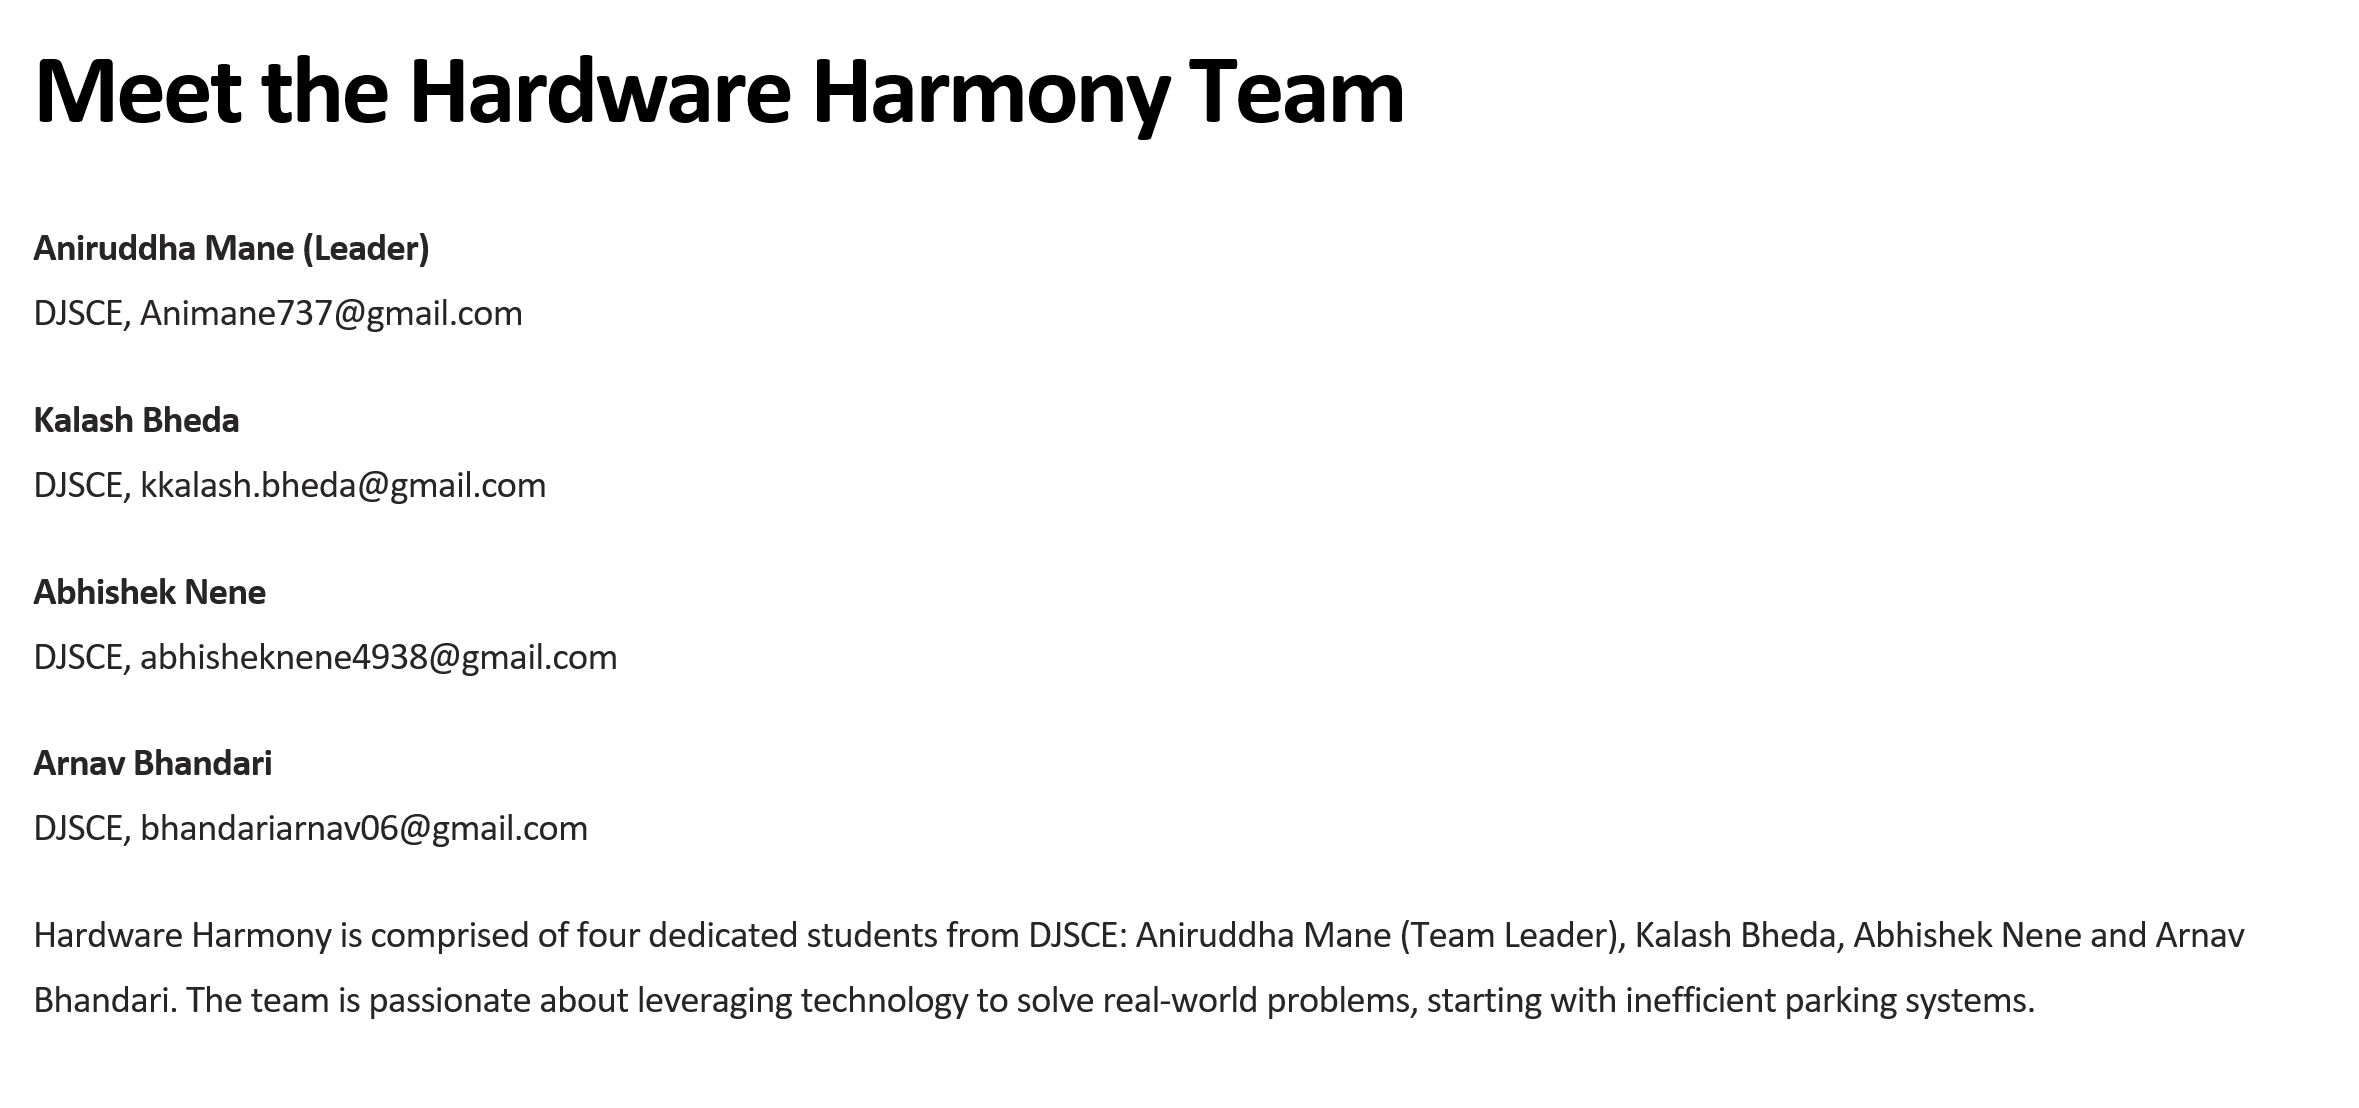 Meet the Hardware Harmony Team
Aniruddha Mane (Leader)
DJSCE, Animane737@gmail.com
Kalash Bheda
DJSCE, kkalash.bheda@gmail.com
Abhishek Nene
DJSCE, abhisheknene4938@gmail.com
Arnav Bhandari
DJSCE, bhandariarnav06@gmail.com
Hardware Harmony is comprised of four dedicated students from DJSCE: Aniruddha Mane (Team Leader), Kalash Bheda, Abhishek Nene and Arnav
Bhandari. The team is passionate about leveraging technology to solve real-world problems, starting with inefficient parking systems.